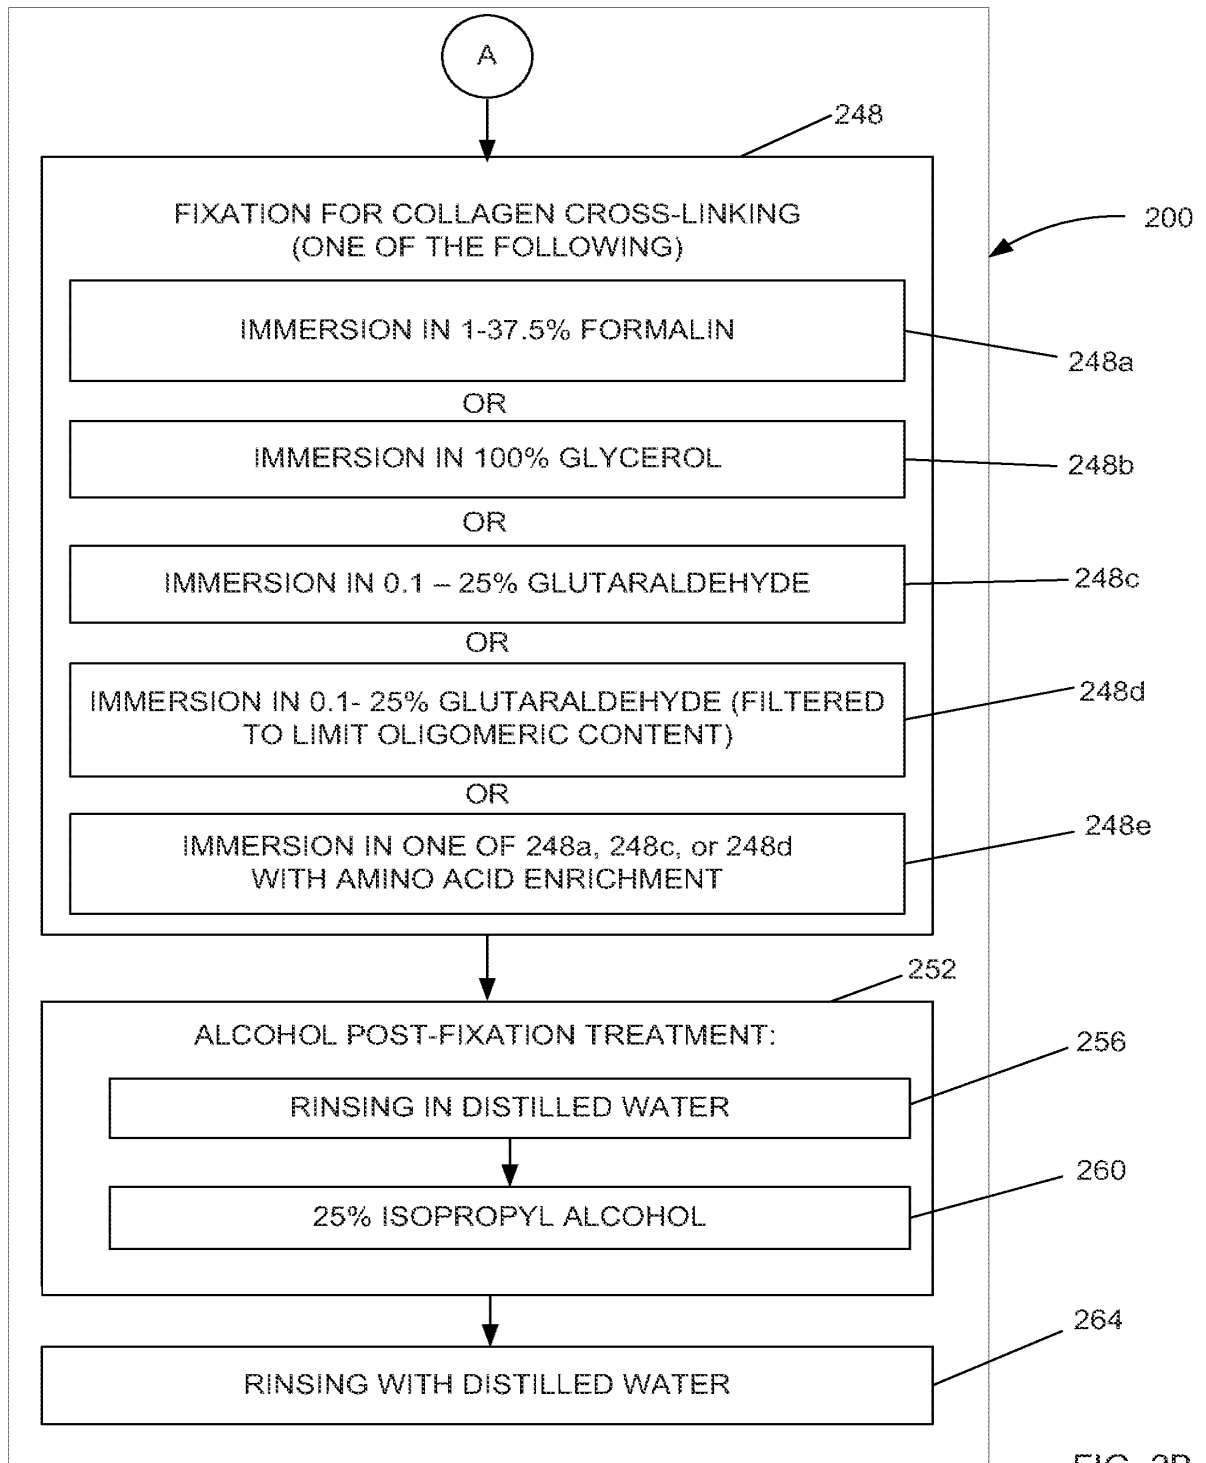 A
248
FIXATION FOR COLLAGEN CROSS-LINKING
(ONE OF THE FOLLOWING)
200
IMMERSION IN 1-37.5% FORMALIN
248a
OR
IMMERSION IN 100% GLYCEROL
248b
OR
IMMERSION IN 0.1 – 25% GLUTARALDEHYDE
248c
OR
IMMERSION IN 0.1- 25% GLUTARALDEHYDE (FILTERED
TO LIMIT OLIGOMERIC CONTENT)
248d
OR
IMMERSION IN ONE OF 248a, 248c, or 248d
WITH AMINO ACID ENRICHMENT
248e
252
ALCOHOL POST-FIXATION TREATMENT:
256
RINSING IN DISTILLED WATER
260
25% ISOPROPYL ALCOHOL
264
RINSING WITH DISTILLED WATER